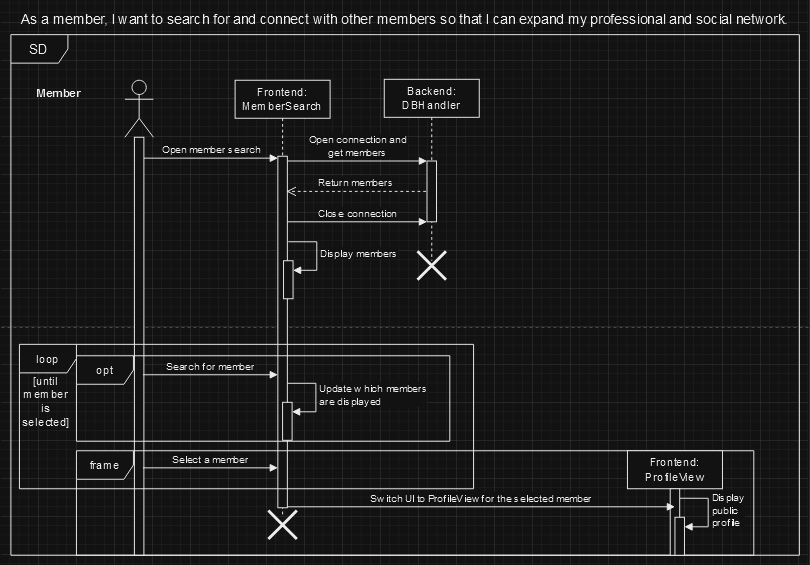 As a member, I want to search for and connect with other members so that I can expand my professional and social network.
SD
Member
Frontend:
MemberSearch
Backend:
DBHandler
Open member search
Open connection and
get members
Return members
Close connection
Display members
loop
[until
member
is
selected]
opt
Search for member
Update which members
are displayed
frame
Select a member
Frontend:
ProfileView
Switch UI to ProfileView for the selected member
Display
public
profile